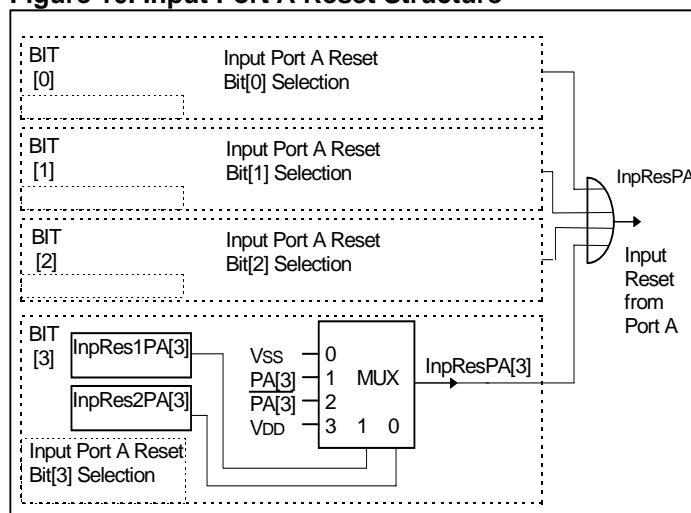 Figure Input Port A Reset Structure
BIT
[0]
Input Port A Reset
Bit[0] Selection
BIT
[1]
Input Port A Reset
Bit[1] Selection
BIT
[2]
Input Port A Reset
Bit[2] Selection
InpResPA
Input
Reset
from
Port A
BIT
[3]
InpRes1PA[3]
InpRes2PA[3]
VSS 0
PA[3] 1 MUX
PA[3] 2
VDD 3 1 0
InpResPA[3]
Input Port A Reset
Bit[3] Selection